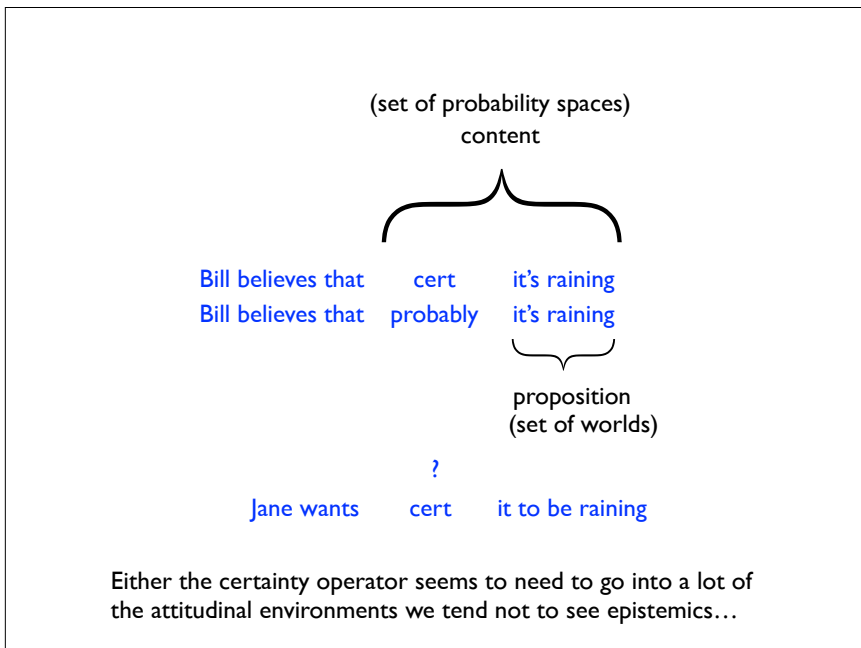 (set of probability spaces)
content
Bill believes that cert it’s raining
Bill believes that probably it’s raining
proposition
(set of worlds)
?
Jane wants cert it to be raining
Either the certainty operator seems to need to go into a lot of
the attitudinal environments we tend not to see epistemics…